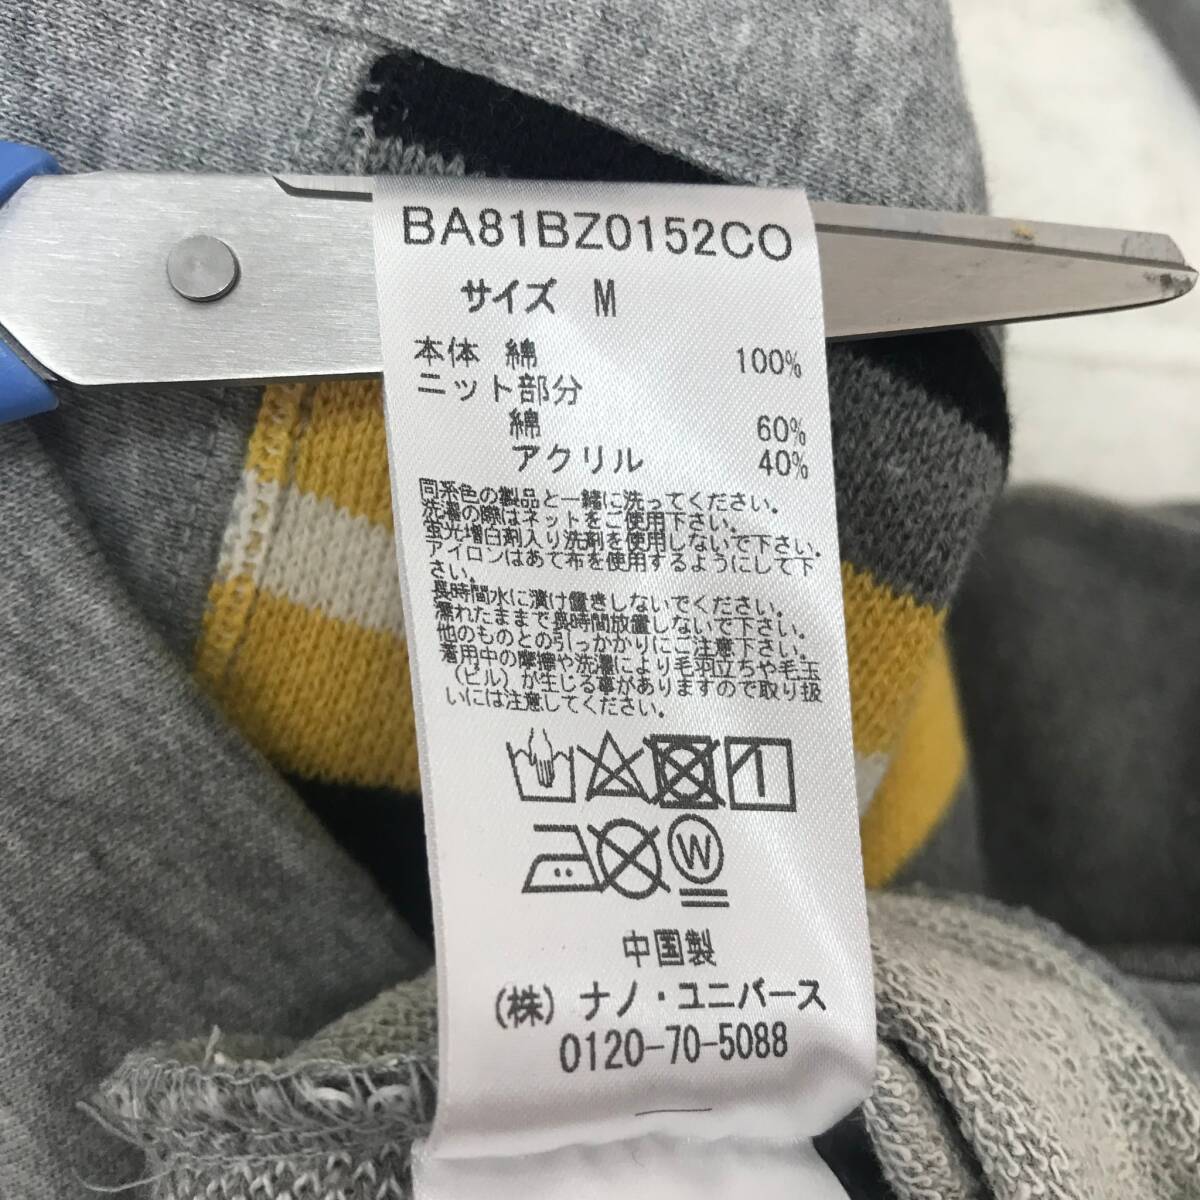 BA81BZ0152CO
サイズ M
本体 綿 100%
ニット部分
綿 60%
アクリル 40%
同系色の製品と一緒に洗ってください。
洗濯の際はネットをご使用下さい。
蛍光増白剤入り洗剤を使用しないで下さい。
アイロンはあて布を使用するようにして下
さい。
長時間水に漬け置きしないでください。
濡れたままで長時間放置しないで下さい。
他のものとの引っかかりにご注意下さい。
着用中の摩擦や洗濯により毛羽立ちや毛玉
(ピル)が生じる事がありますので取り扱
いには注意してください。
W
中国製
(株)ナノ・ユニバース
0120-70-5088